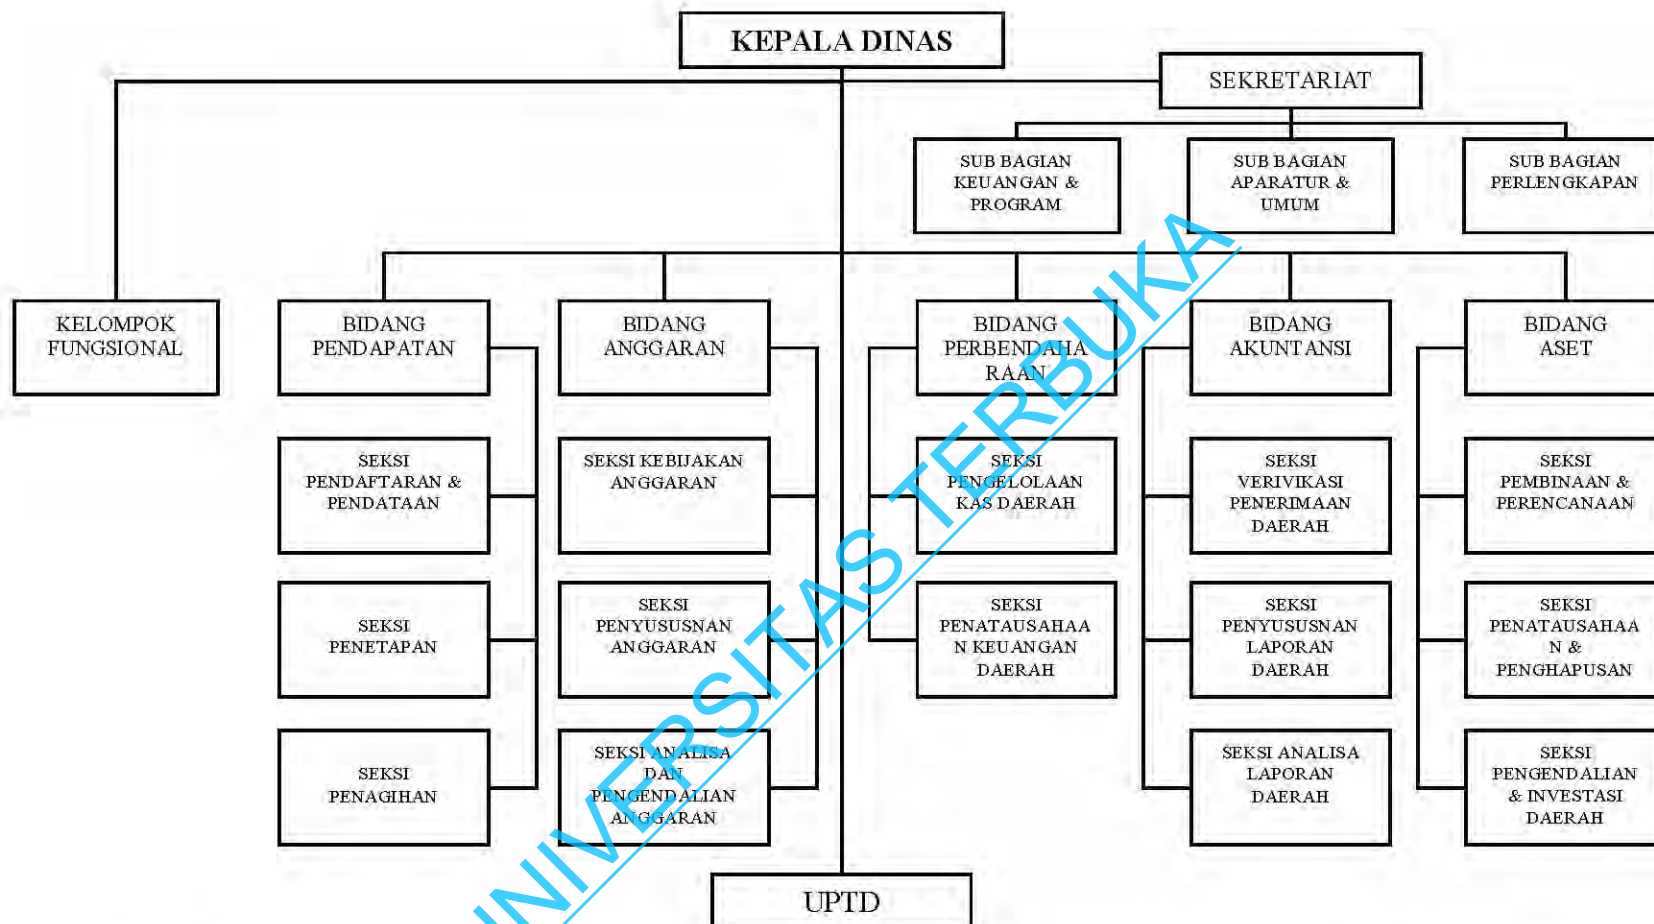 KEPALA DINAS
SEKRETARIAT
SUB BAGIAN
KEUANGAN &
PROGRAM
SUB BAGIAN
APARATUR &
UMUM
SUB BAGIAN
PERLENGKAPAN
KELOMPOK
FUNGSIONAL
BIDANG
PENDAPATAN
BIDANG
ANGGARAN
BIDANG
PERBENDAHA
RAAN
BIDANG
AKUNTANSI
BIDANG
ASET
SEKSI
PENDAFTARAN &
PENDATAAN
SEKSI KEBIJAKAN
ANGGARAN
SEKSI
PENGELOLAAN
KAS DAERAH
SEKSI
VERIVIKASI
PENERIMAAN
DAERAH
SEKSI
PEMBINAAN &
PERENCANAAN
SEKSI
PENETAPAN
SEKSI
PENYUSUSNAN
ANGGARAN
SEKSI
PENATAUSAHAA
N KEUANGAN
DAERAH
SEKSI
PENYUSUSNAN
LAPORAN
DAERAH
SEKSI
PENATAUSAHAA
N &
PENGHAPUSAN
SEKSI
PENAGIHAN
SEKSI ANALISA
DAN
PENGENDALIAN
ANGGARAN
SEKSI ANALISA
LAPORAN
DAERAH
SEKSI
PENGENDALIAN
& INVESTASI
DAERAH
UPTD
UNIVERSITAS TERBUKA